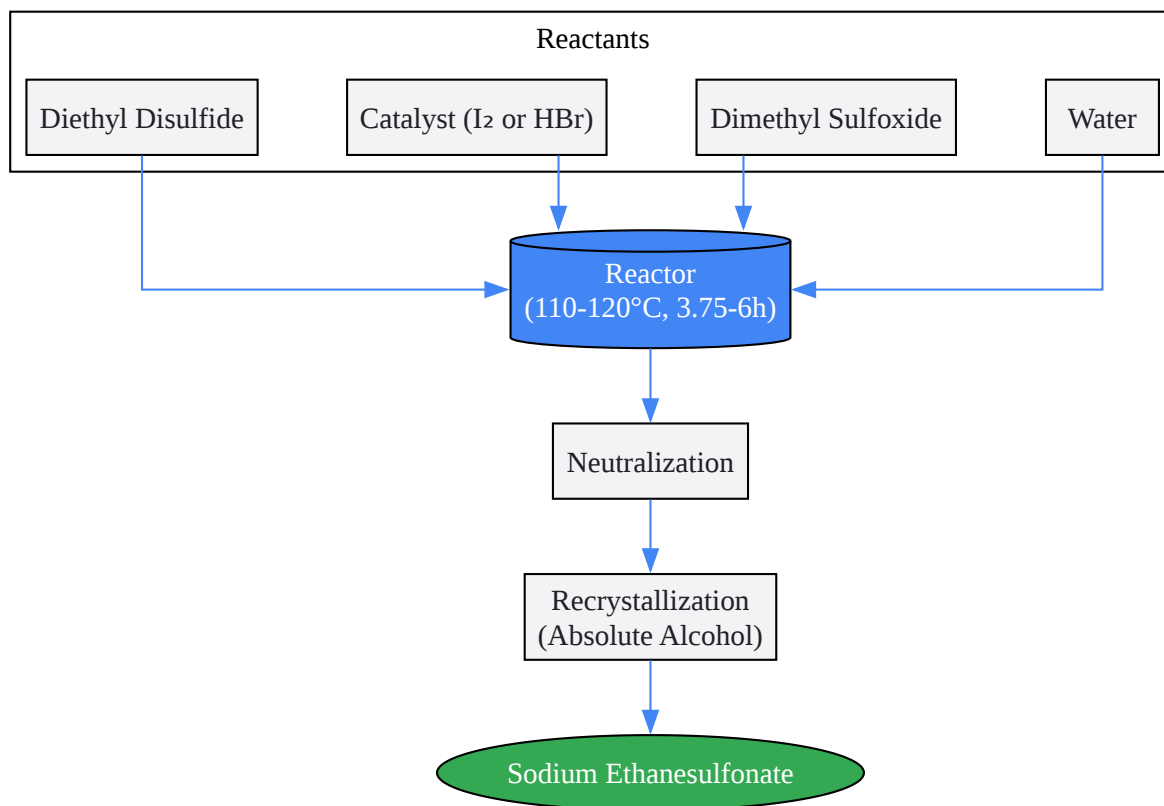 Reactants
Diethyl Disulfide
Catalyst (I₂ or HBr)
Dimethyl Sulfoxide
Water
Reactor
(110-120°C, 3.75-6h)
Neutralization
Recrystallization
(Absolute Alcohol)
Sodium Ethanesulfonate